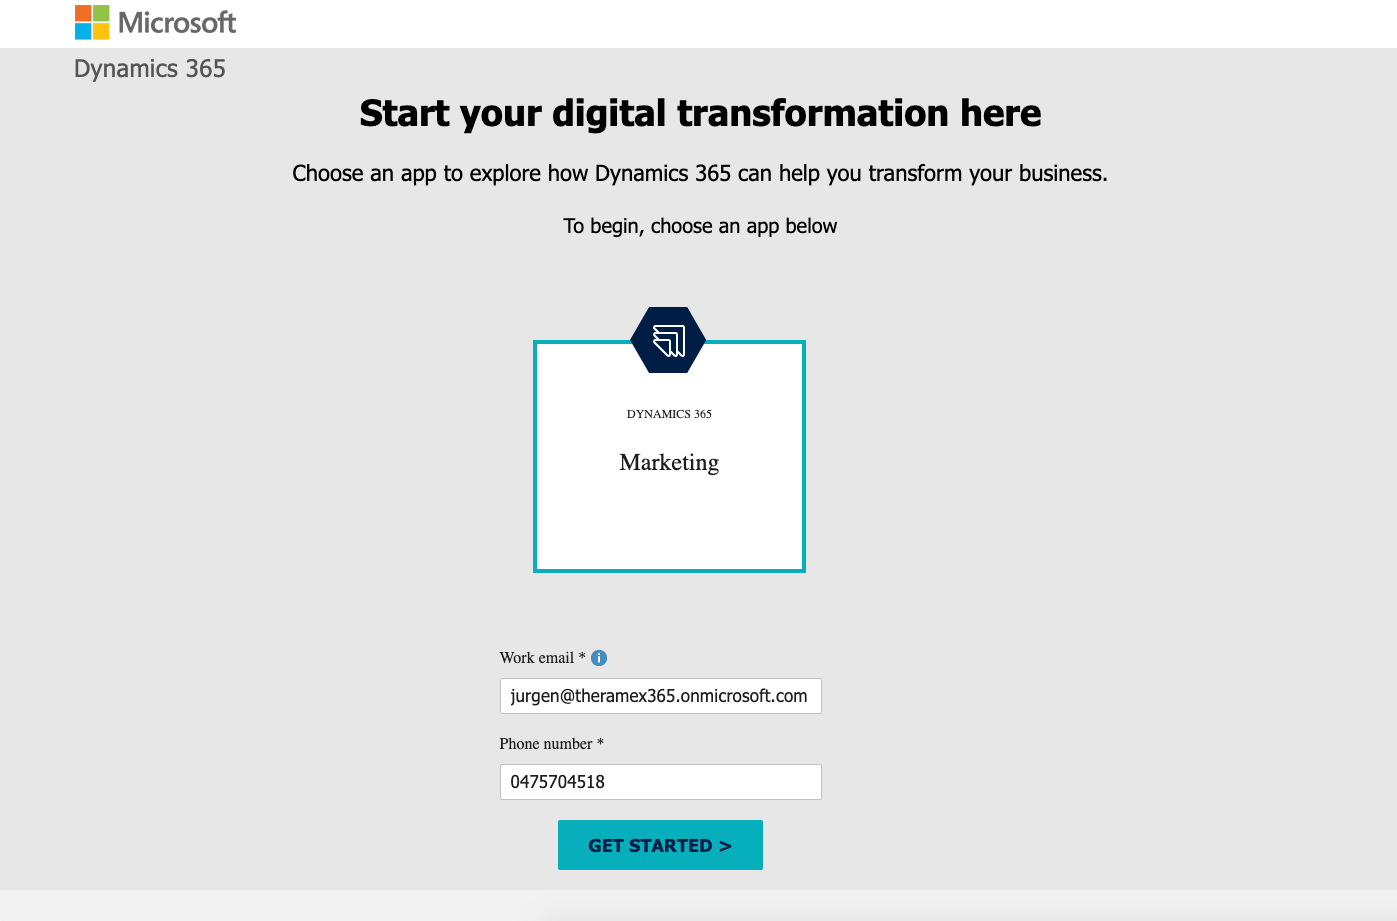 Microsoft
Dynamics 365
Start your digital transformation here
Choose an app to explore how Dynamics 365 can help you transform your business.
To begin, choose an app below
DYNAMICS 365
Marketing
Work email *
jurgen@theramex365.onmicrosoft.com
Phone number *
0475704518
GET STARTED >